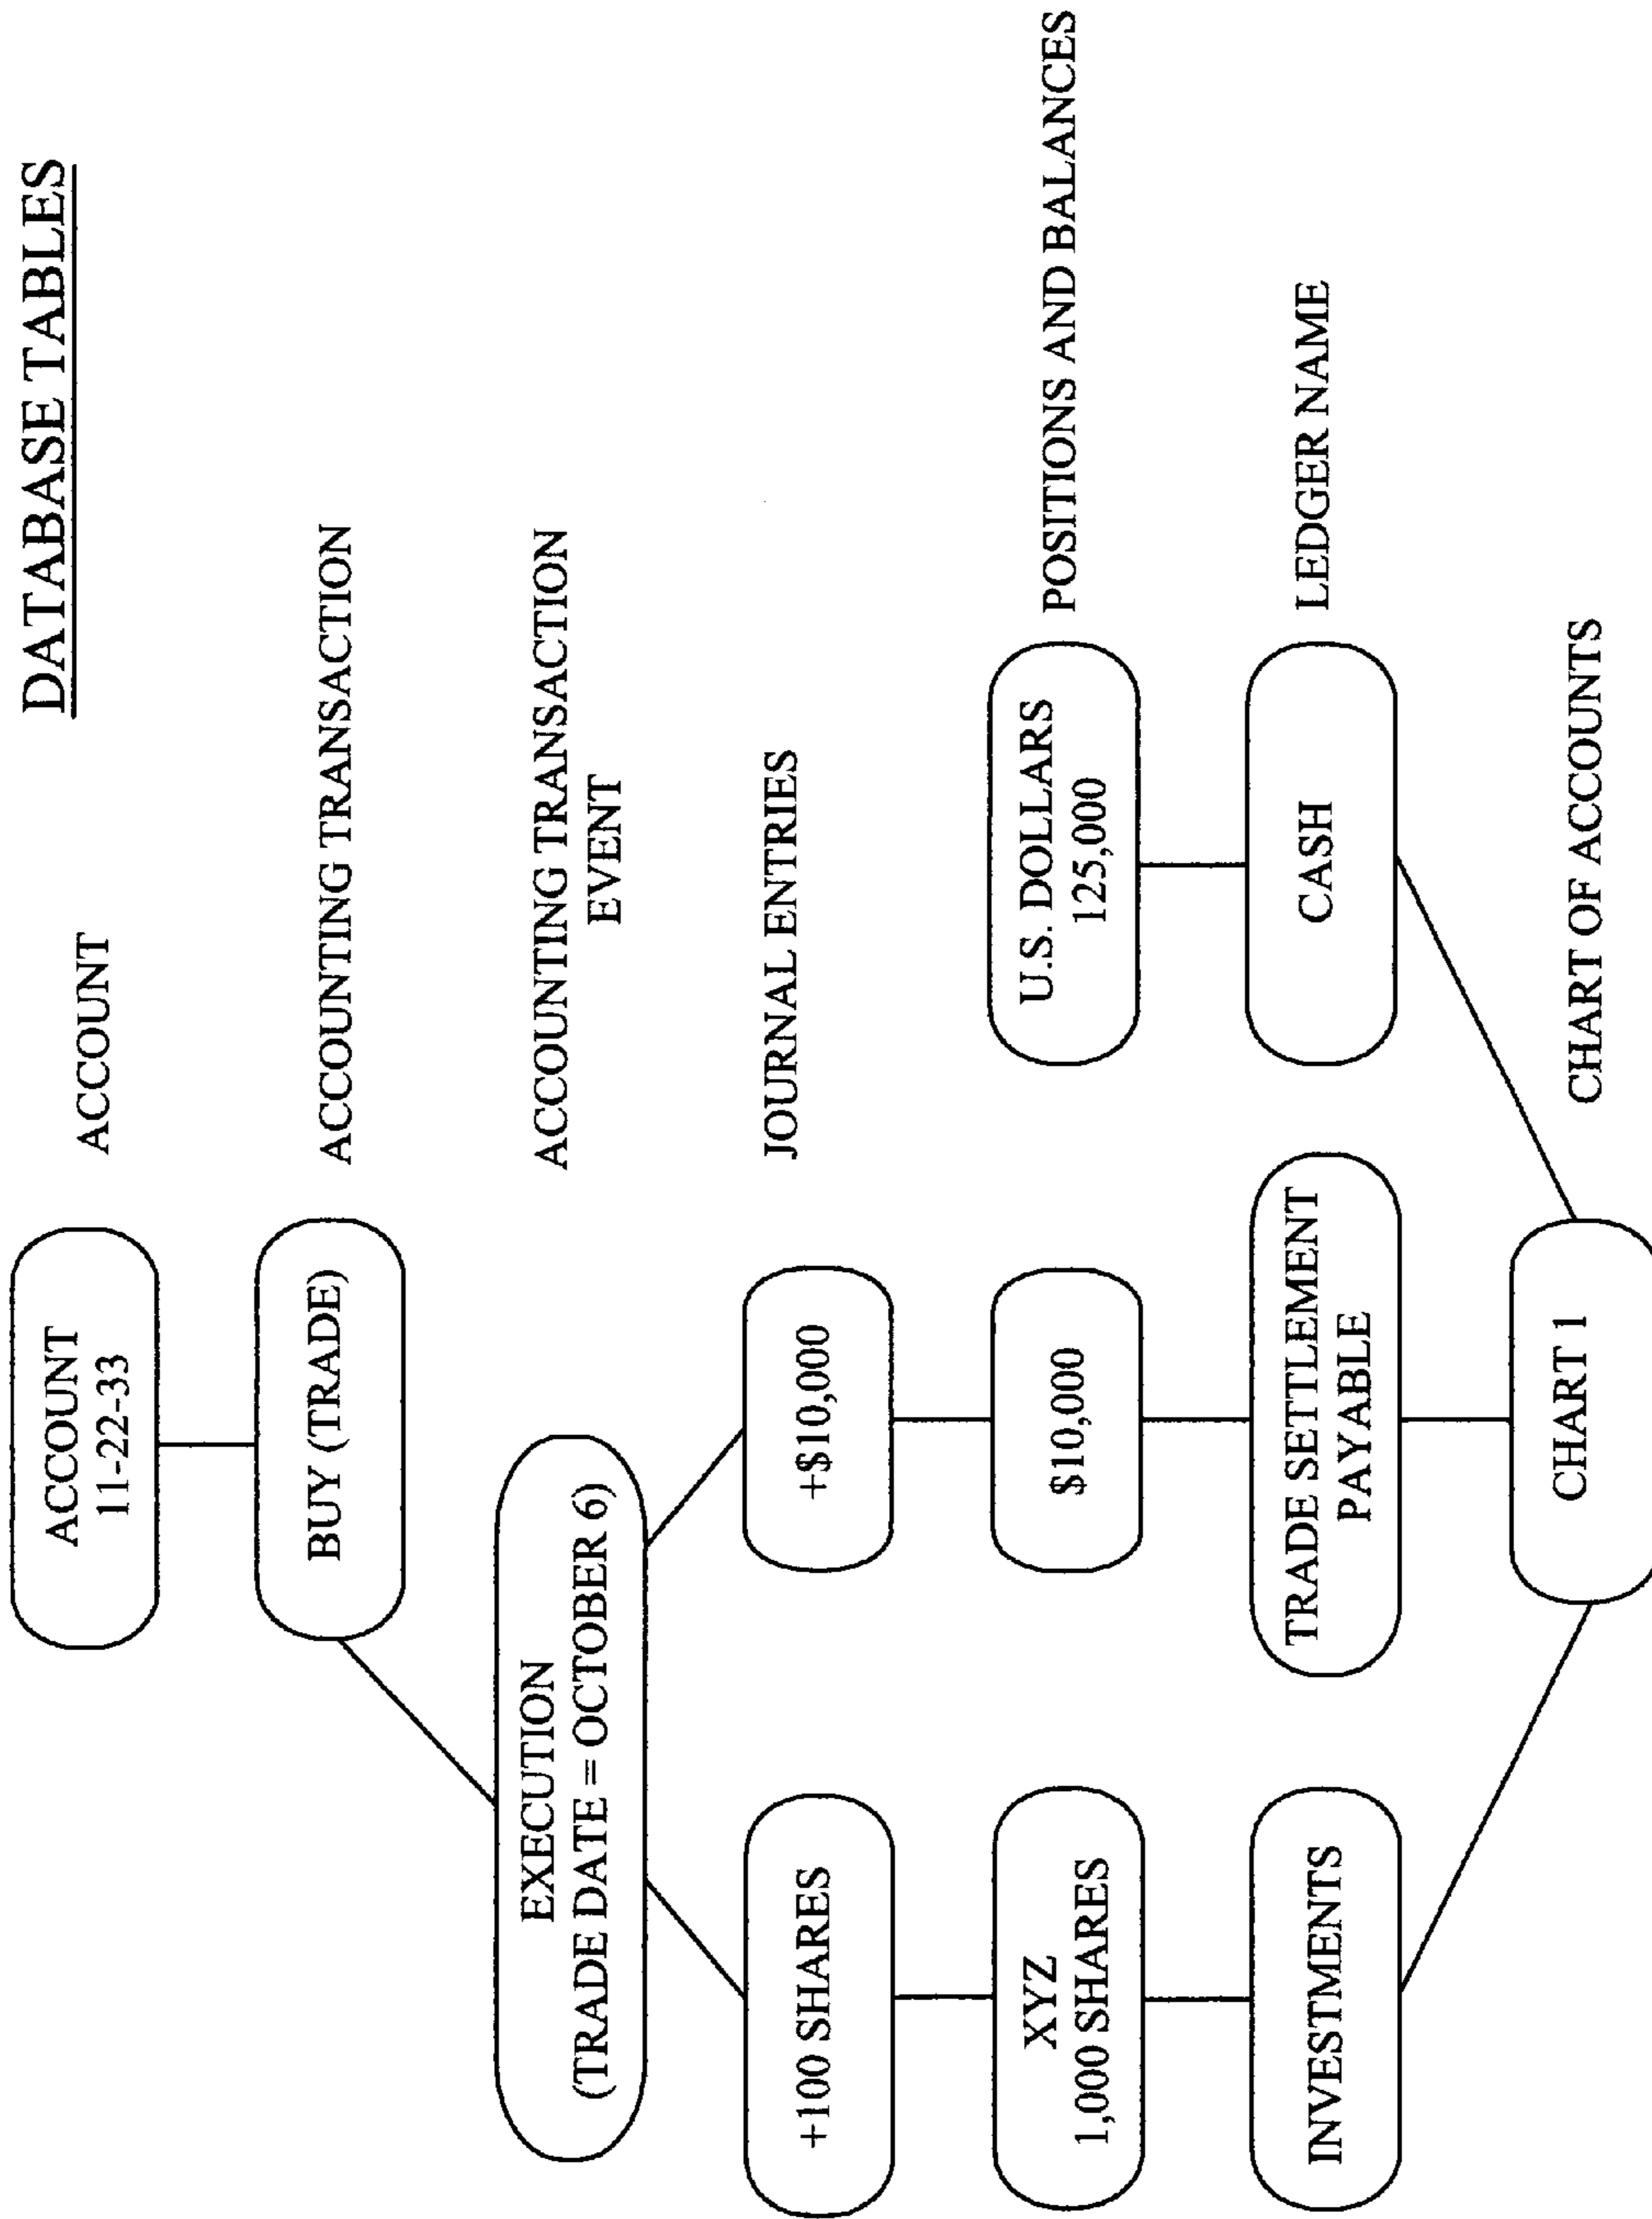 DATABASE TABLES
ACCOUNT
11-22-33
ACCOUNT
BUY (TRADE)
ACCOUNTING TRANSACTION
EXECUTION
(TRADE DATE = OCTOBER 6)
ACCOUNTING TRANSACTION
EVENT
+100 SHARES
+$10,000
JOURNAL ENTRIES
XYZ
1,000 SHARES
$10,000
U.S. DOLLARS
125,000
POSITIONS AND BALANCES
INVESTMENTS
TRADE SETTLEMENT
PAYABLE
CASH
LEDGER NAME
CHART 1
CHART OF ACCOUNTS